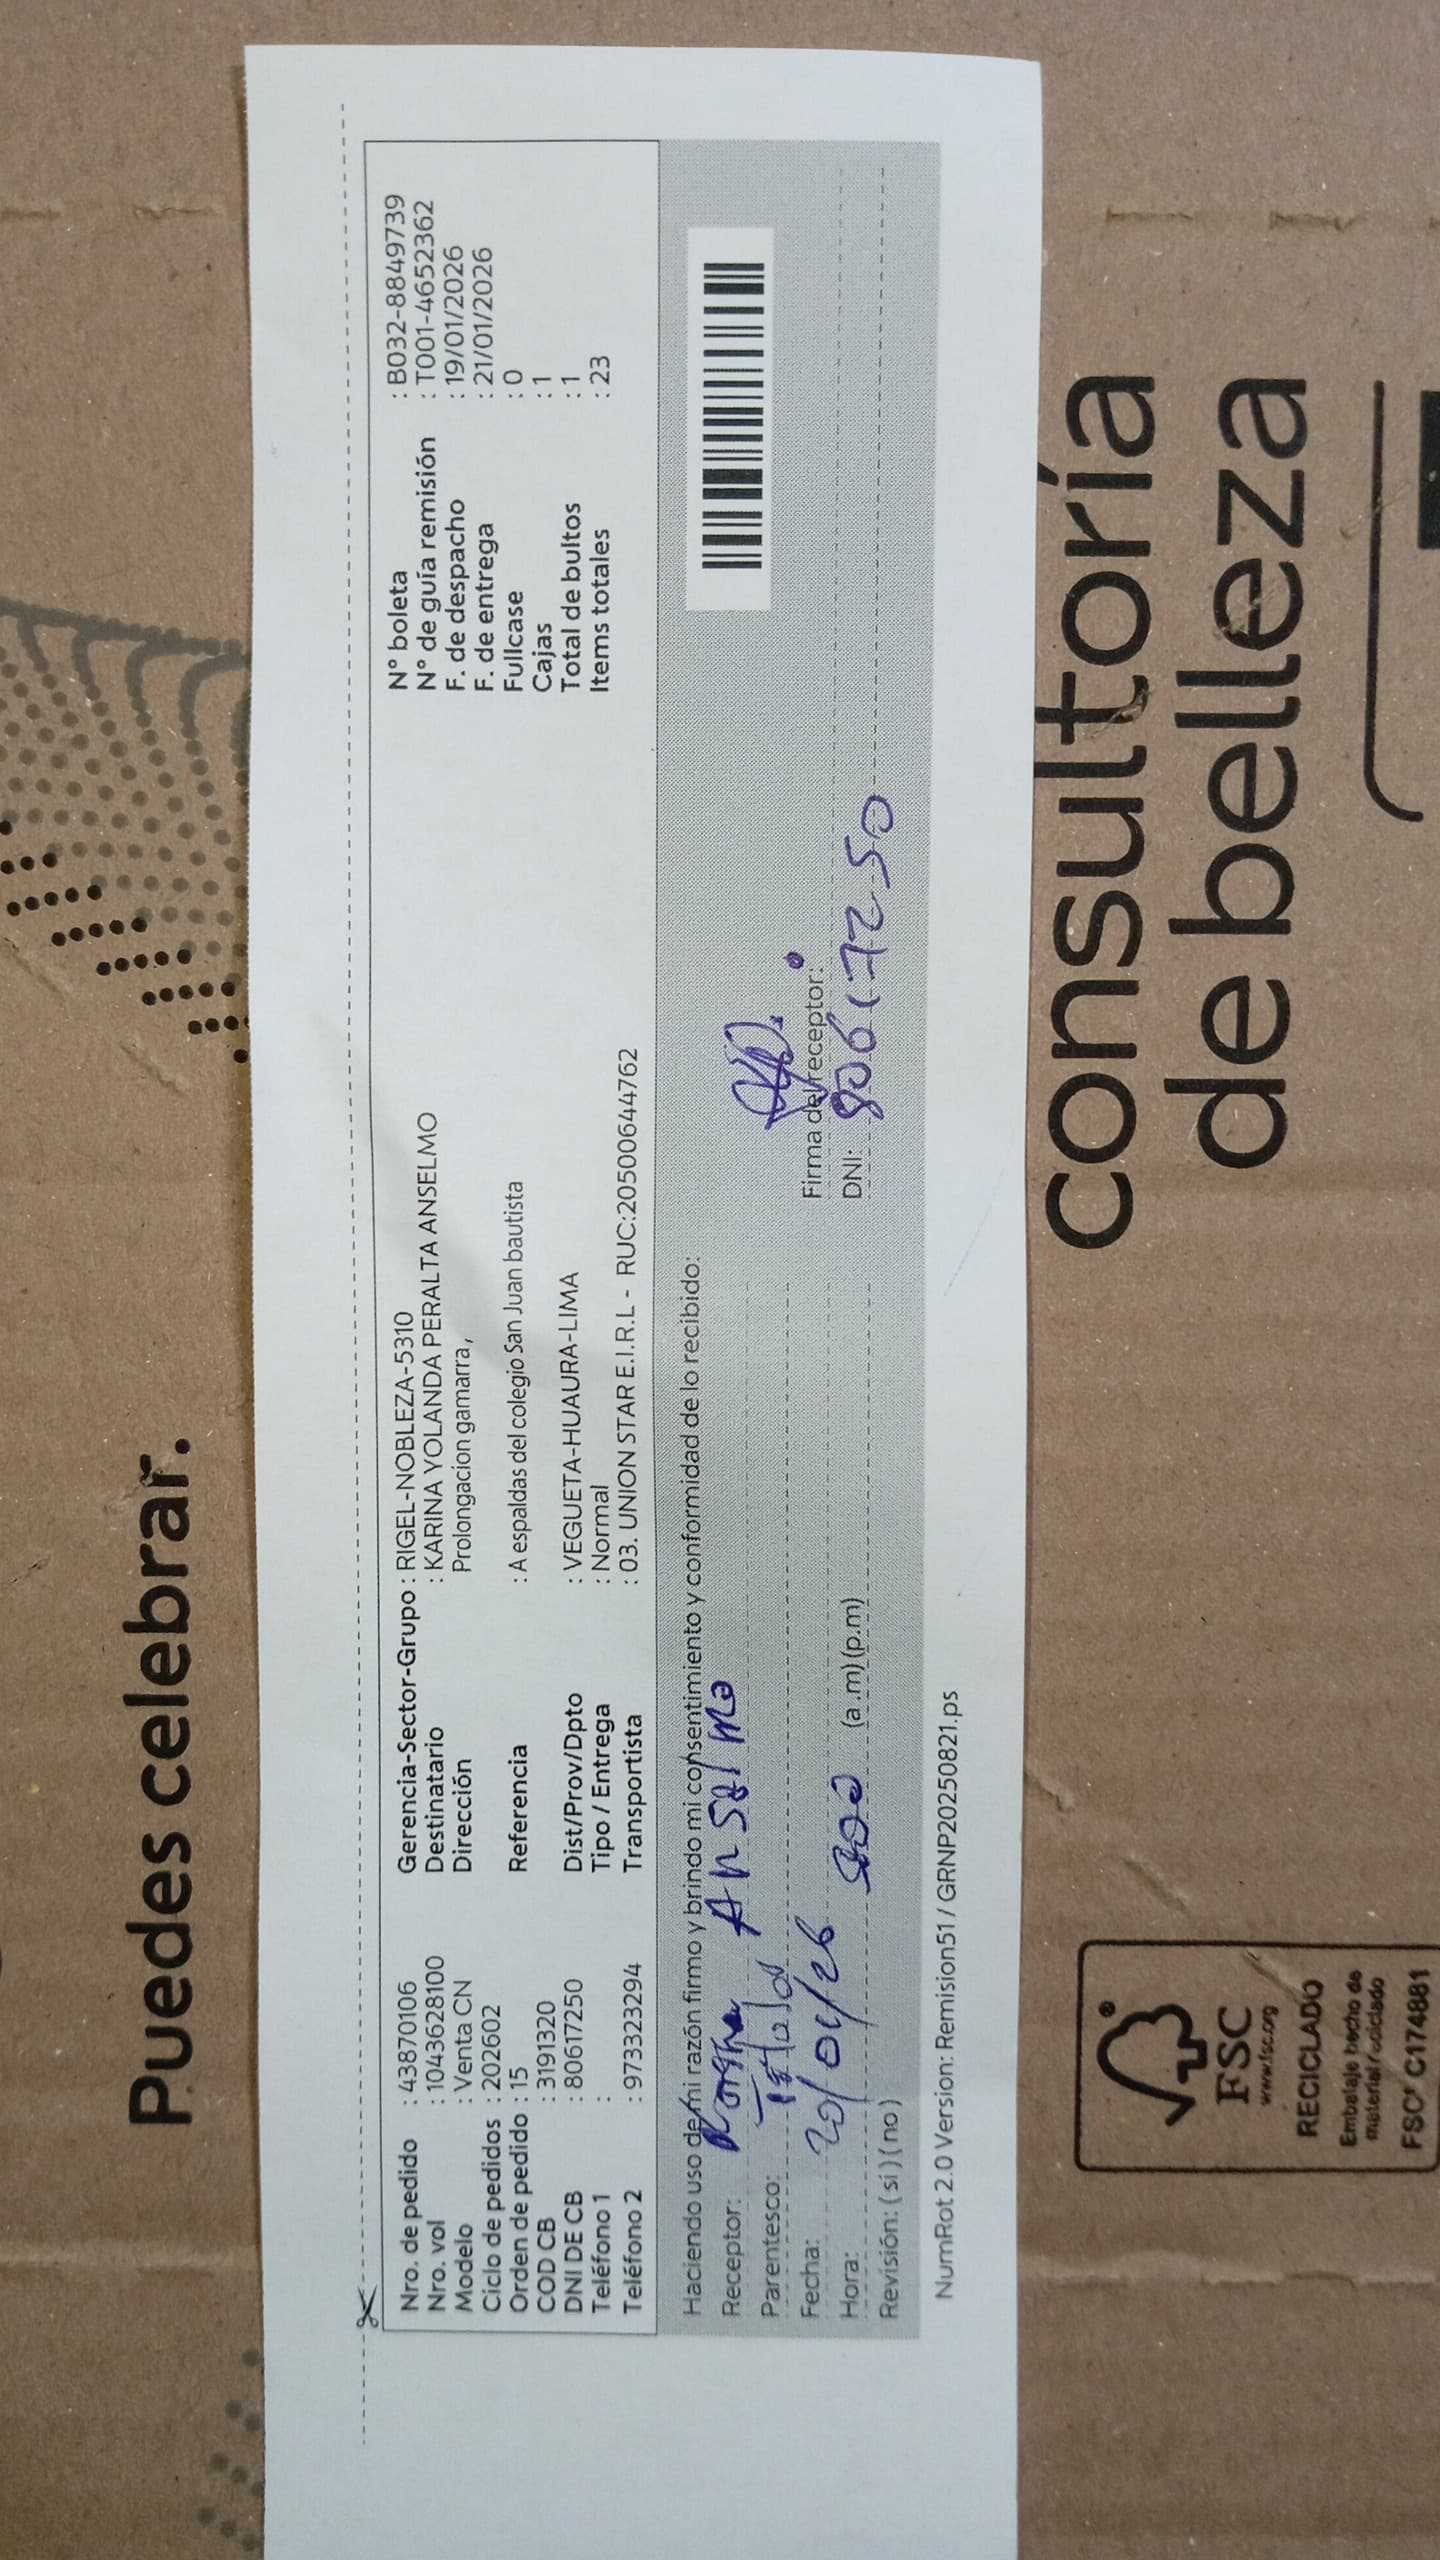 Puedes celebrar.
Nro. de pedido : 43870106
Nro. vol : 1043628100
Modelo : Venta CN
Ciclo de pedidos : 202602
Orden de pedido : 15
COD CB : 3191320
DNI DE CB : 80617250
Teléfono 1 :
Teléfono 2 : 973323294
Gerencia-Sector-Grupo : RIGEL-NOBLEZA-5310
Destinatario : KARINA YOLANDA PERALTA ANSELMO
Dirección Prolongacion gamarra,
Referencia : A espaldas del colegio San Juan bautista
Dist/Prov/Dpto : VEGUETA-HUAURA-LIMA
Tipo / Entrega : Normal
Transportista : 03. UNION STAR E.I.R.L - RUC:20500644762
N° boleta : B032-8849739
N° de guía remisión : T001-4652362
F. de despacho : 19/01/2026
F. de entrega : 21/01/2026
Fullcase : 0
Cajas : 1
Total de bultos : 1
Items totales : 23
Haciendo uso de mi razón firmo y brindo mi consentimiento y conformidad de lo recibido:
Receptor: Anselmo
Parentesco:
Fecha: 20/01/26
Hora: (a.m) (p.m)
Revisión: ( sí ) ( no )
Firma del receptor:
DNI: 80617250
NumRot 2.0 Version: Remision51 / GRNP20250821.ps
consultoría
de belleza
FSC
www.fsc.org
RECICLADO
Embalaje hecho de
material reciclado
FSC® C174881